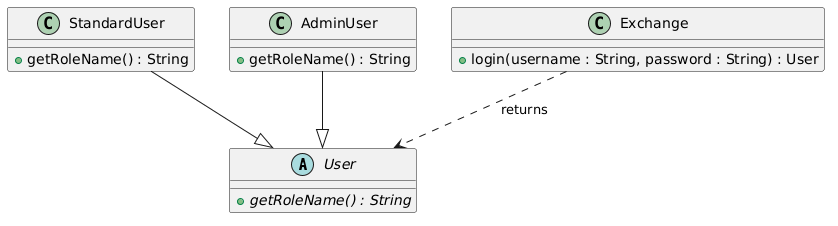 C StandardUser
+getRoleName() : String
C AdminUser
+getRoleName() : String
C Exchange
login(username : String, password : String) : User
returns
A User
getRoleName() : String